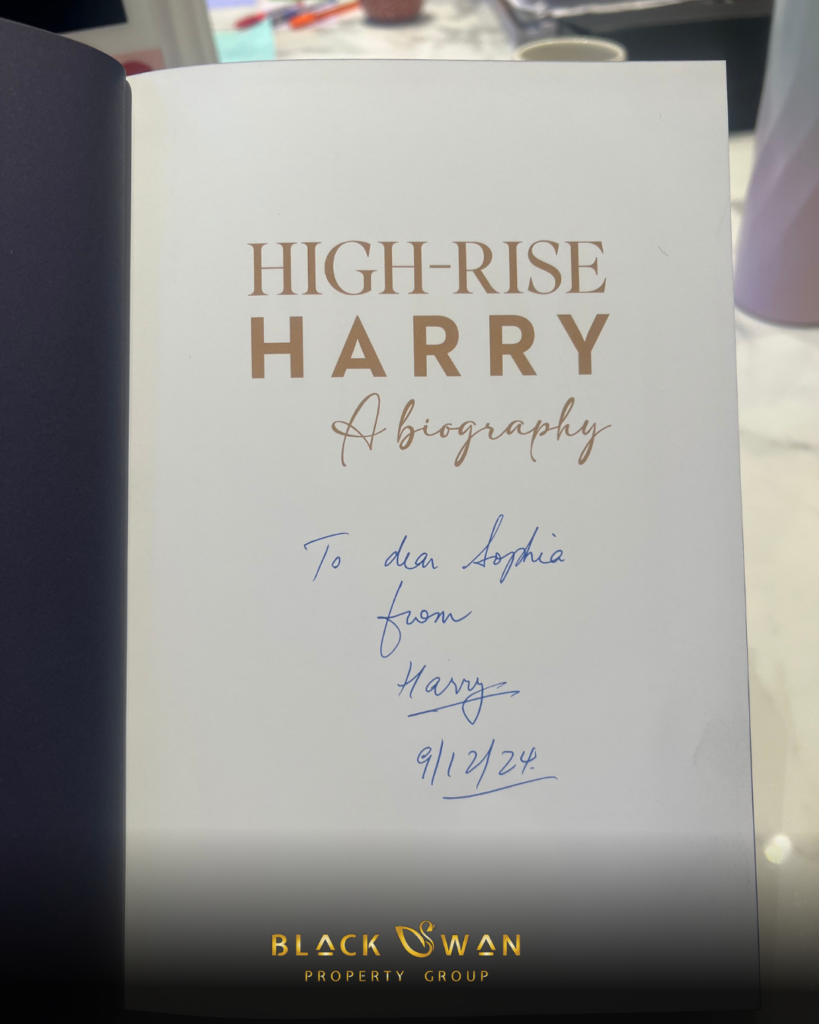 HIGH-RISE
HARRY
A biography
To dear Sophia
from
Harry
9/12/24.
BLACK SWAN
PROPERTY GROUP